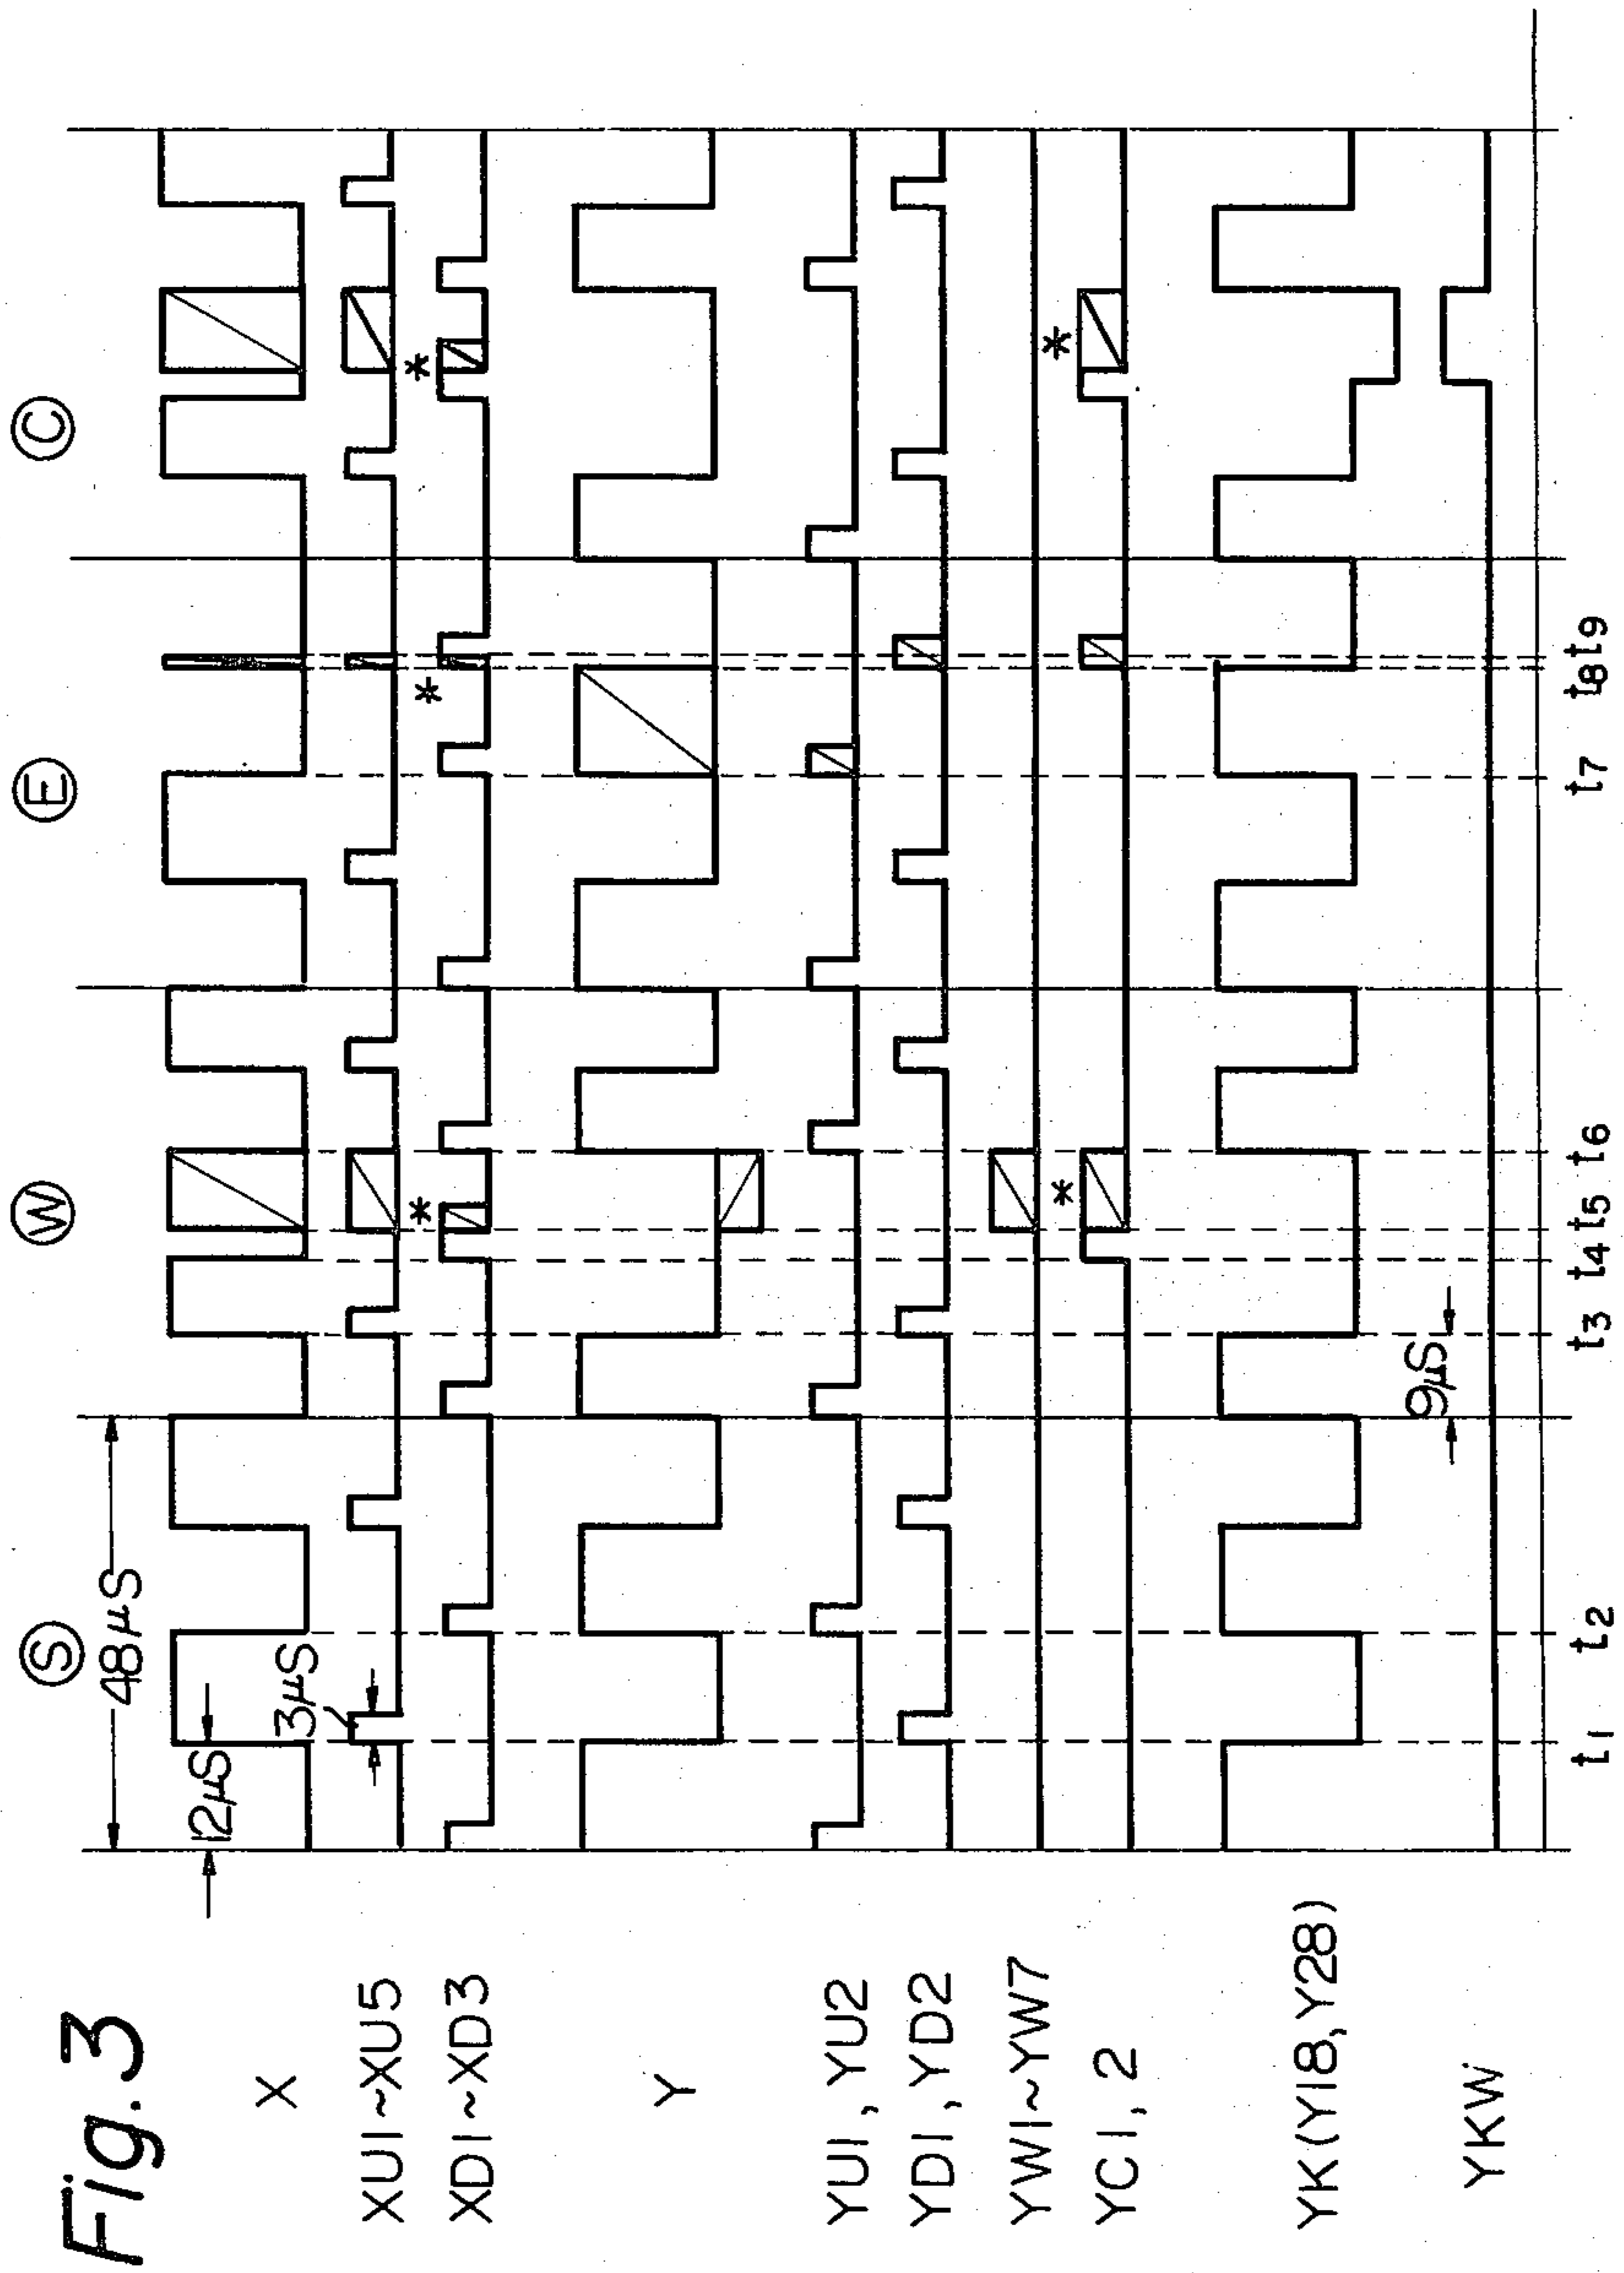 Fig. 3
Ⓢ Ⓦ Ⓔ Ⓒ
48μS
12μS
3μS
X
XU1~XU5
*
XD1~XD3
*
*
*
Y
YU1, YU2
YD1, YD2
YW1~YW7
YC1, 2
*
*
YK(Y18, Y28)
9μS
YKW
t1 t2 t3 t4 t5 t6 t7 t8 t9